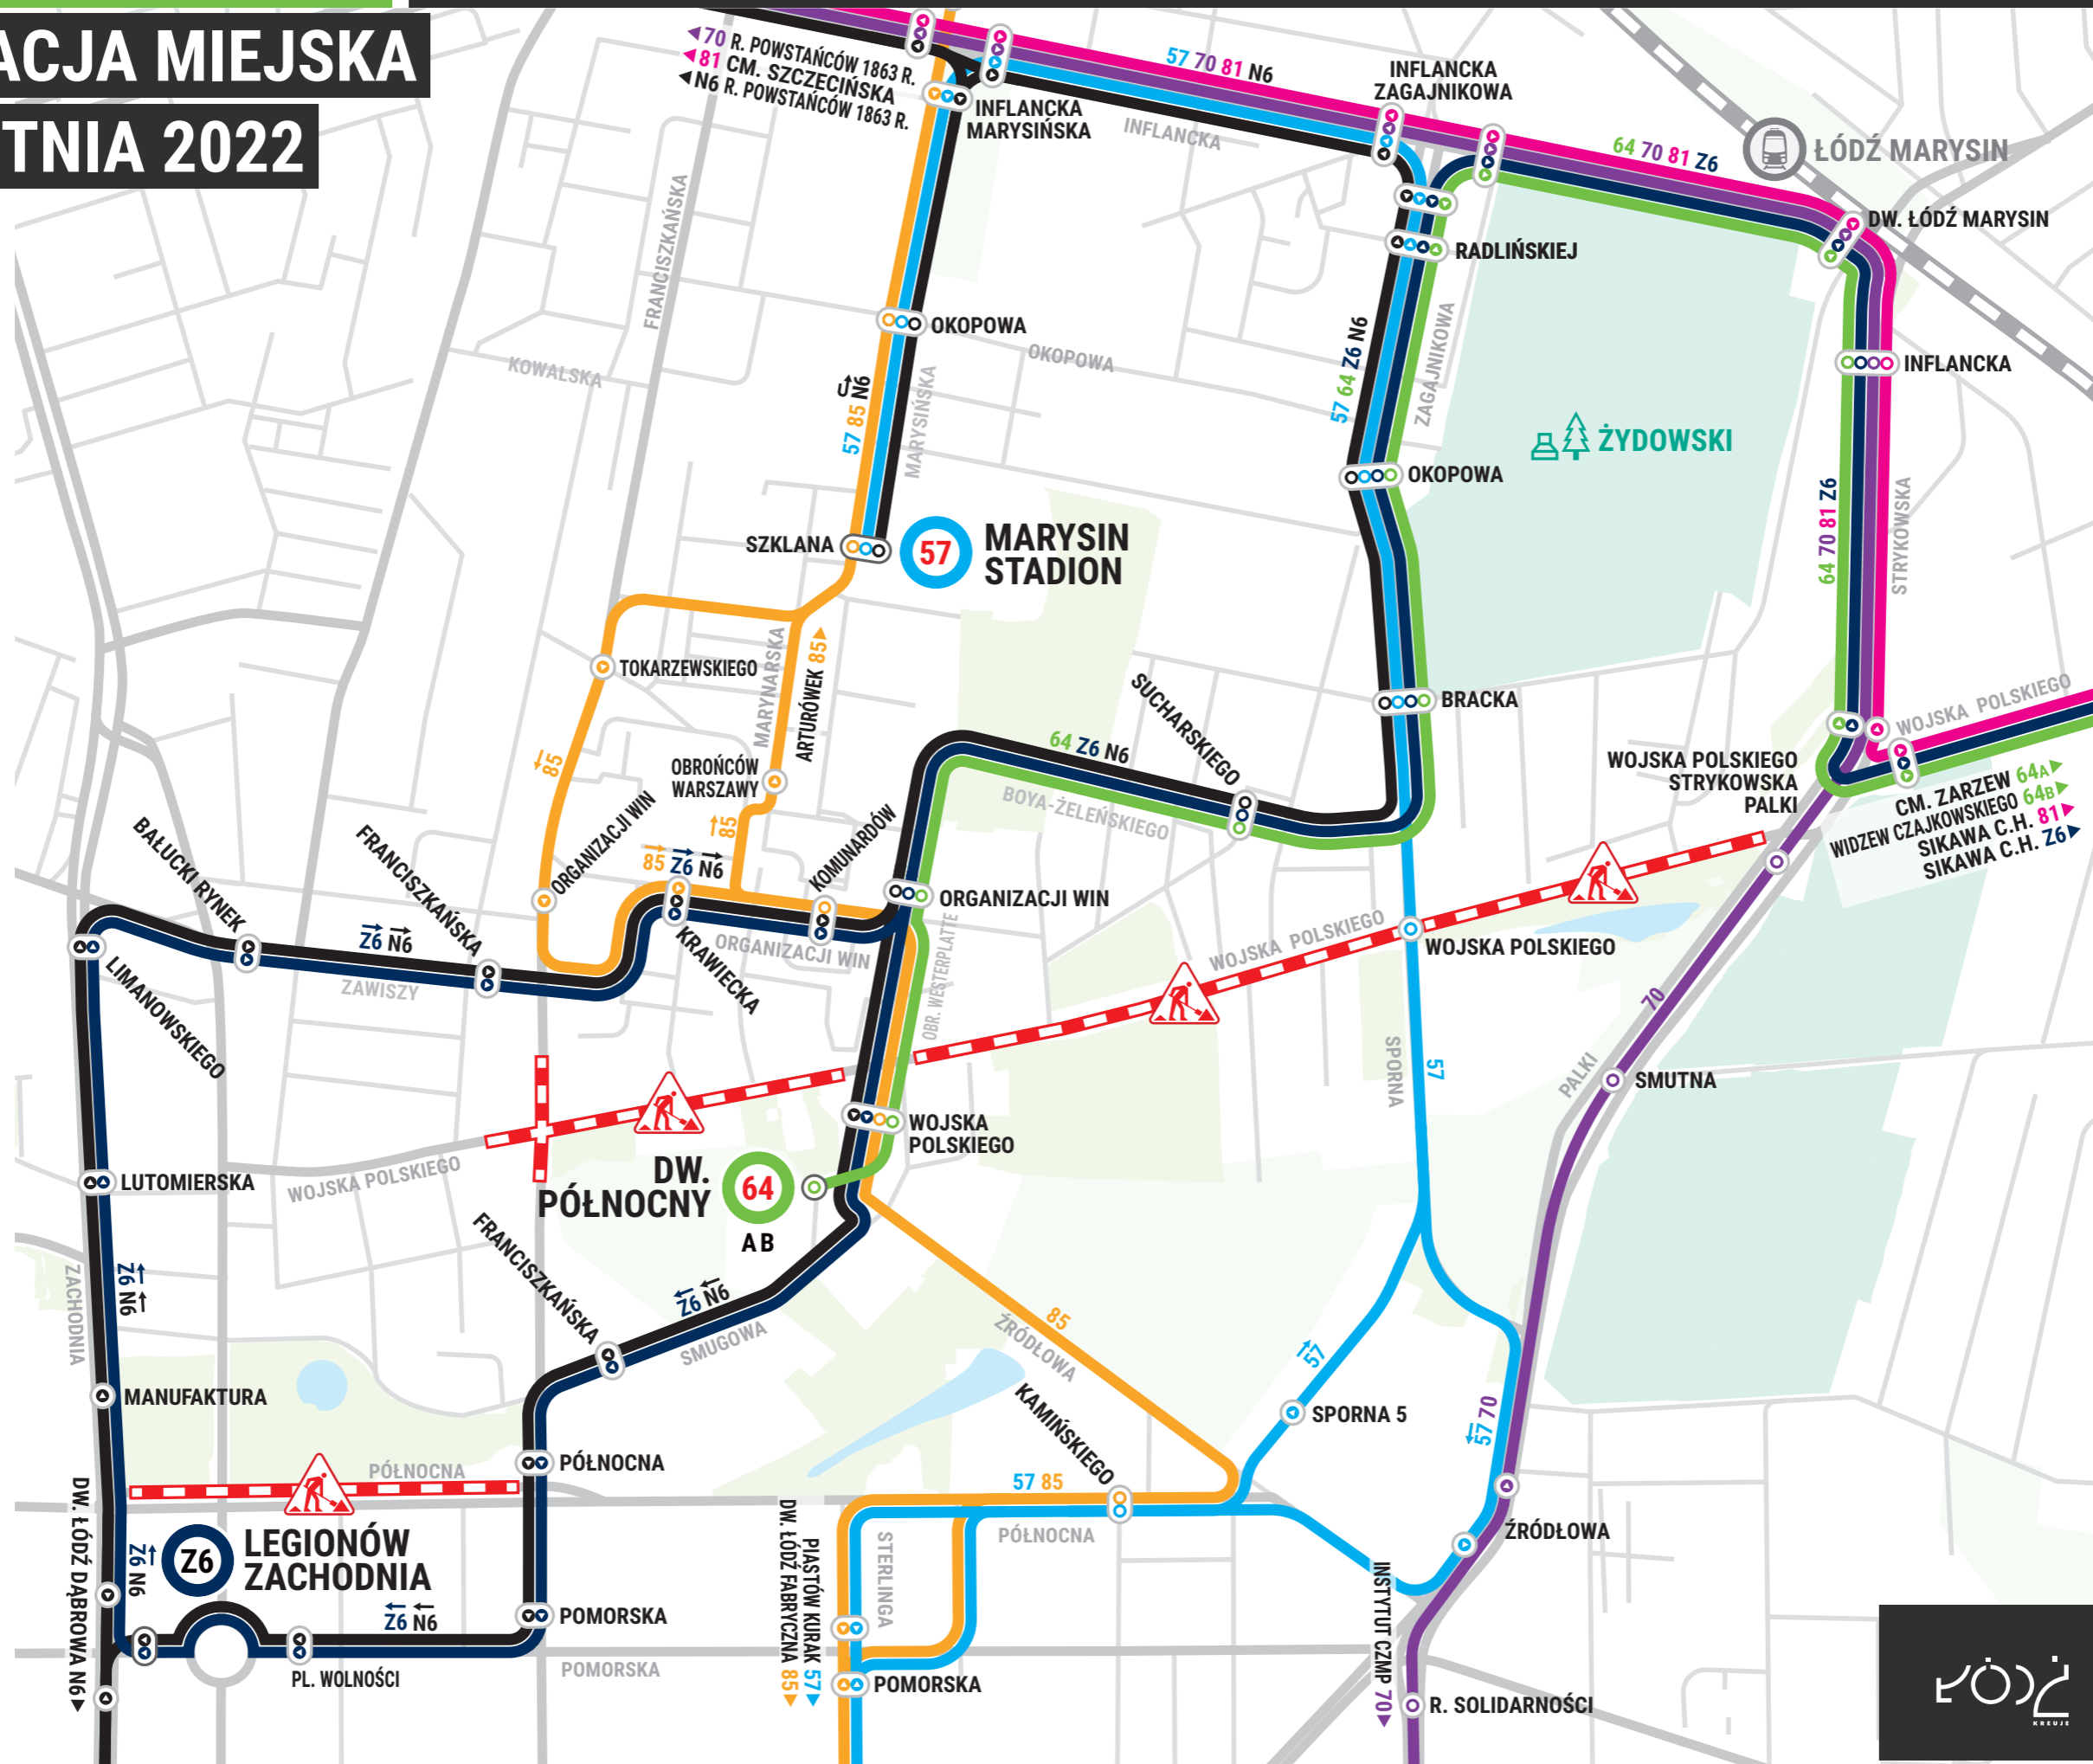 ACJA MIEJSKA
TNIA 2022
70 R. POWSTAŃCÓW 1863 R.
81 CM. SZCZECIŃSKA
N6 R. POWSTAŃCÓW 1863 R.
57 70 81 N6
INFLANCKA
ZAGAJNIKOWA
INFLANCKA
MARYSIŃSKA
INFLANCKA
64 70 81 Z6
ŁÓDŹ MARYSIN
DW. ŁÓDŹ MARYSIN
RADLIŃSKIEJ
FRANCISZKAŃSKA
OKOPOWA
OKOPOWA
KOWALSKA
57 85 N6
MARYSIŃSKA
57 64 Z6 N6
ZAGAJNIKOWA
INFLANCKA
ŻYDOWSKI
OKOPOWA
64 70 81 Z6
STRYKOWSKA
SZKLANA
57
MARYSIN
STADION
TOKARZEWSKIEGO
MARYNARSKA
ARTURÓWEK 85
SUCHARSKIEGO
BRACKA
WOJSKA POLSKIEGO
85
OBROŃCÓW
WARSZAWY
64 Z6 N6
BOYA-ŻELEŃSKIEGO
WOJSKA POLSKIEGO
STRYKOWSKA
PALKI
CM. ZARZEW 64A
WIDZEW CZAJKOWSKIEGO 64B
SIKAWA C.H. 81
SIKAWA C.H. Z6
BAŁUCKI RYNEK
FRANCISZKAŃSKA
ORGANIZACJI WIN
85
85 Z6 N6
KOMUNARDÓW
ORGANIZACJI WIN
Z6 N6
ZAWISZY
KRAWIECKA
ORGANIZACJI WIN
OBR. WESTERPLATTE
WOJSKA POLSKIEGO
WOJSKA POLSKIEGO
LIMANOWSKIEGO
70
SPORNA
57
PALKI
SMUTNA
WOJSKA
POLSKIEGO
LUTOMIERSKA
WOJSKA POLSKIEGO
DW.
PÓŁNOCNY
64
A B
FRANCISZKAŃSKA
Z6 N6
ZACHODNIA
Z6 N6
SMUGOWA
85
ŹRÓDŁOWA
57
MANUFAKTURA
KAMIŃSKIEGO
SPORNA 5
57 70
PÓŁNOCNA
PÓŁNOCNA
57 85
PÓŁNOCNA
DW. ŁÓDŹ DĄBROWA N6
Z6 N6
Z6
LEGIONÓW
ZACHODNIA
Z6 N6
PL. WOLNOŚCI
POMORSKA
POMORSKA
DW. ŁÓDŹ FABRYCZNA 85
PIASTÓW KURAK 57
STERLINGA
POMORSKA
ŹRÓDŁOWA
INSTYTUT CZMP 70
R. SOLIDARNOŚCI
ŁÓDŹ
KREUJE